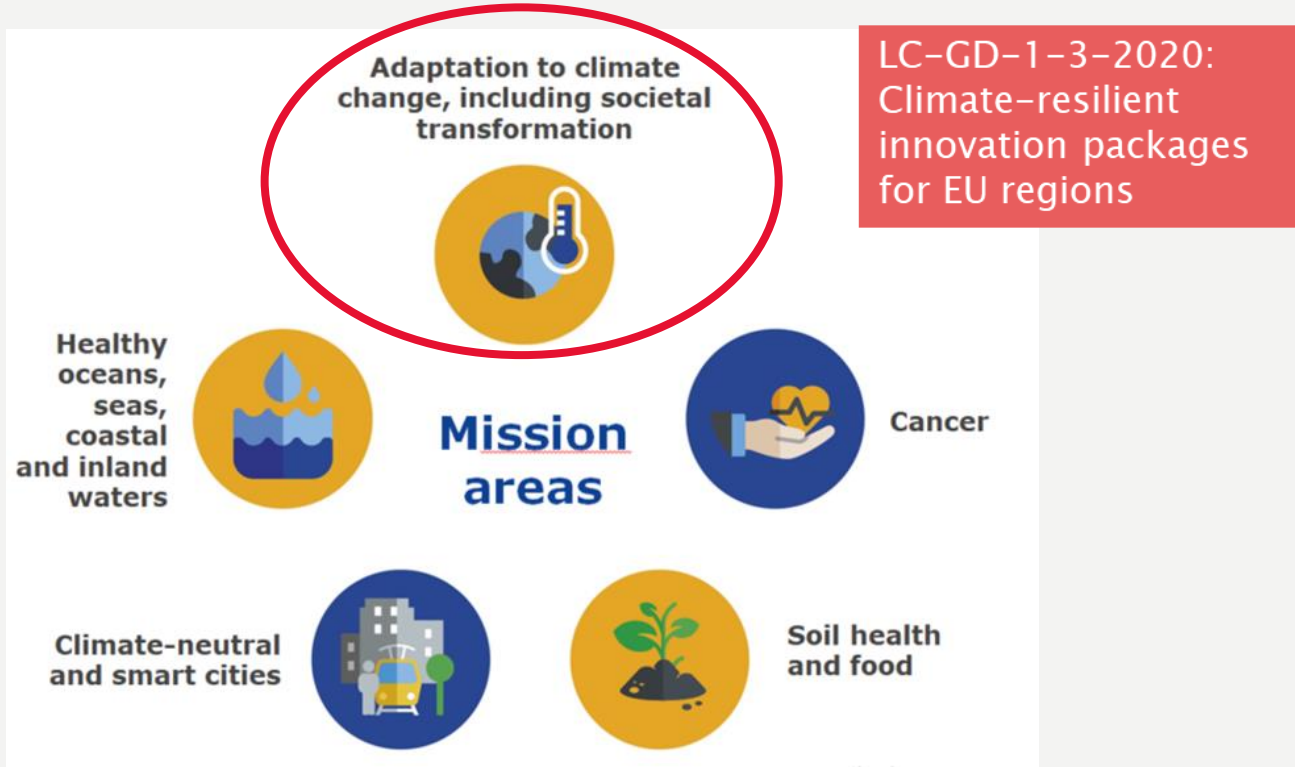 Adaptation to climate
change, including societal
transformation
LC-GD-1-3-2020:
Climate-resilient
innovation packages
for EU regions
Healthy
oceans,
seas,
coastal
and inland
waters
Mission
areas
Cancer
Climate-neutral
and smart cities
Soil health
and food